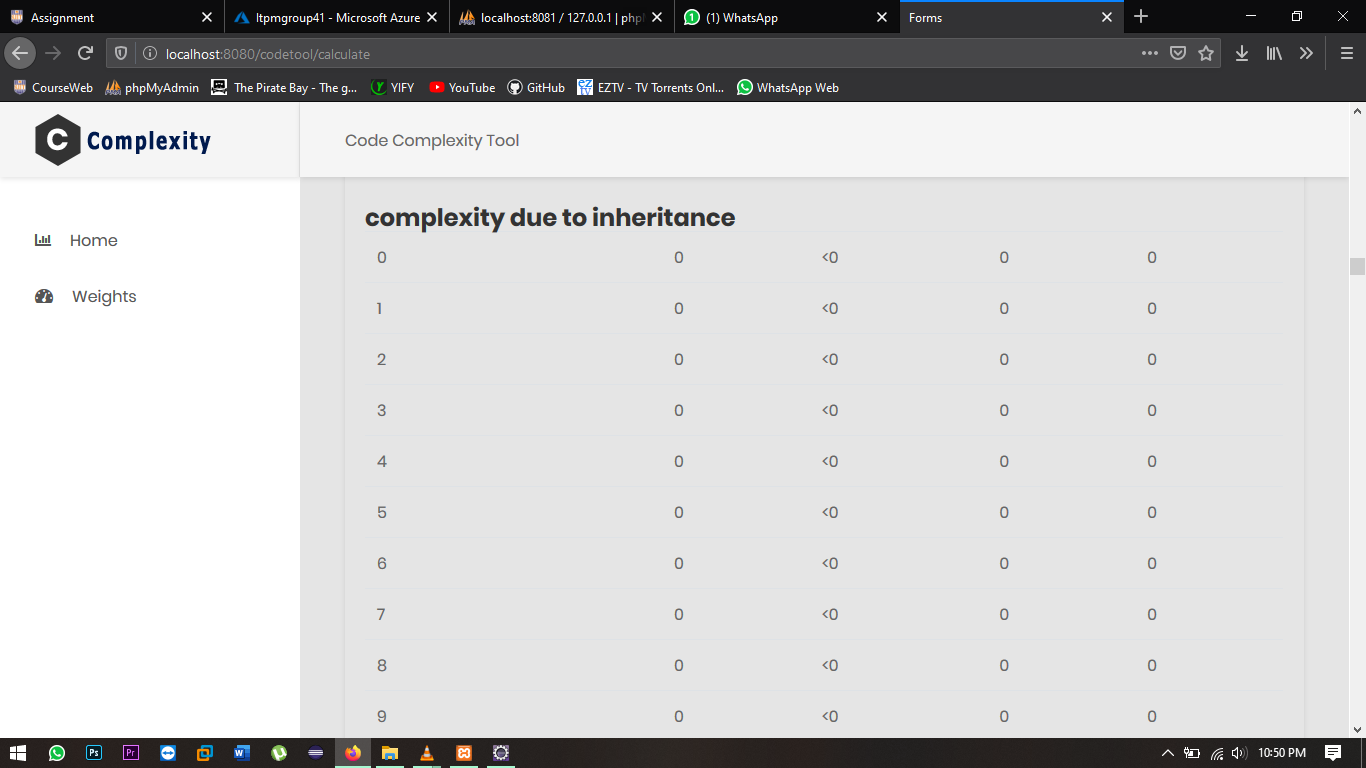 Assignment
ltpmgroup41 - Microsoft Azure
localhost:8081 / 127.0.0.1 | php
(1) WhatsApp
Forms
localhost:8080/codetool/calculate
CourseWeb
phpMyAdmin
The Pirate Bay - The g...
YIFY
YouTube
GitHub
EZTV - TV Torrents Onl...
WhatsApp Web
C Complexity
Code Complexity Tool
Home
Weights
complexity due to inheritance
0 0 <0 0 0
1 0 <0 0 0
2 0 <0 0 0
3 0 <0 0 0
4 0 <0 0 0
5 0 <0 0 0
6 0 <0 0 0
7 0 <0 0 0
8 0 <0 0 0
9 0 <0 0 0
10:50 PM